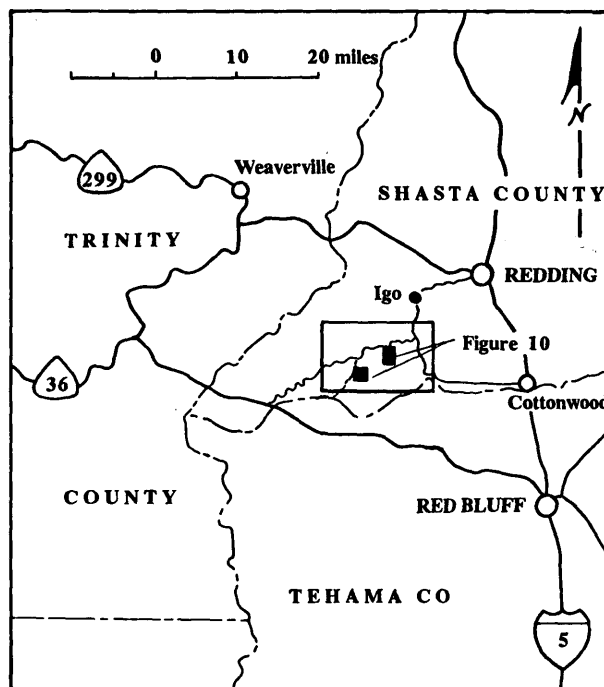 0 10 20 miles
N
299
Weaverville
SHASTA COUNTY
TRINITY
REDDING
Igo
Figure 10
36
Cottonwood
COUNTY
RED BLUFF
TEHAMA CO
5